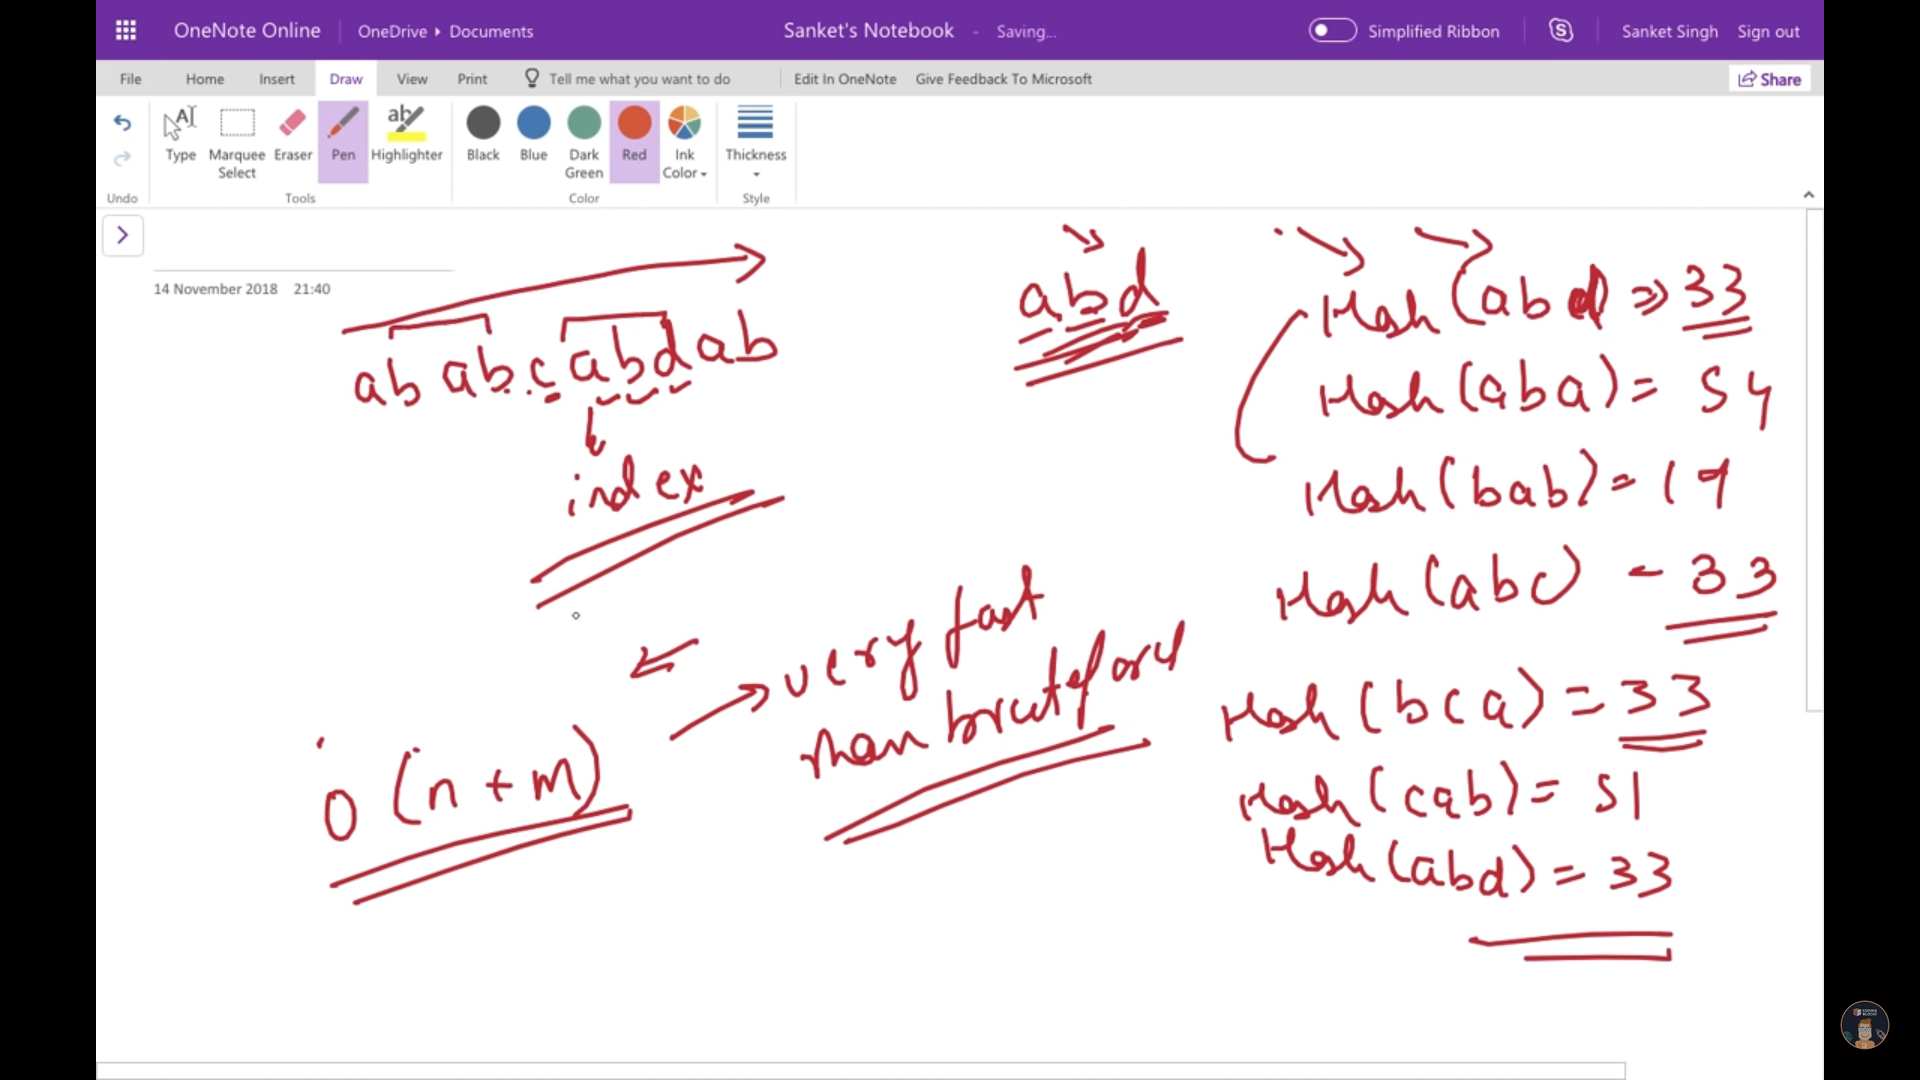 OneNote Online OneDrive ▸ Documents Sanket's Notebook - Saving... Simplified Ribbon Sanket Singh Sign out
File Home Insert Draw View Print Tell me what you want to do Edit In OneNote Give Feedback To Microsoft Share
Type Marquee Select Eraser Pen Highlighter Black Blue Dark Green Red Ink Color Thickness
Undo Tools Color Style
14 November 2018 21:40
ab abcabdab
index
abd
Hash (abd => 33
Hash (aba) = 54
Hash (bab) = 19
Hash (abc) - 33
Hash (bca) = 33
Hash (cab) = 51
Hash (abd) = 33
very fast
than bruteforce
O (n + m)